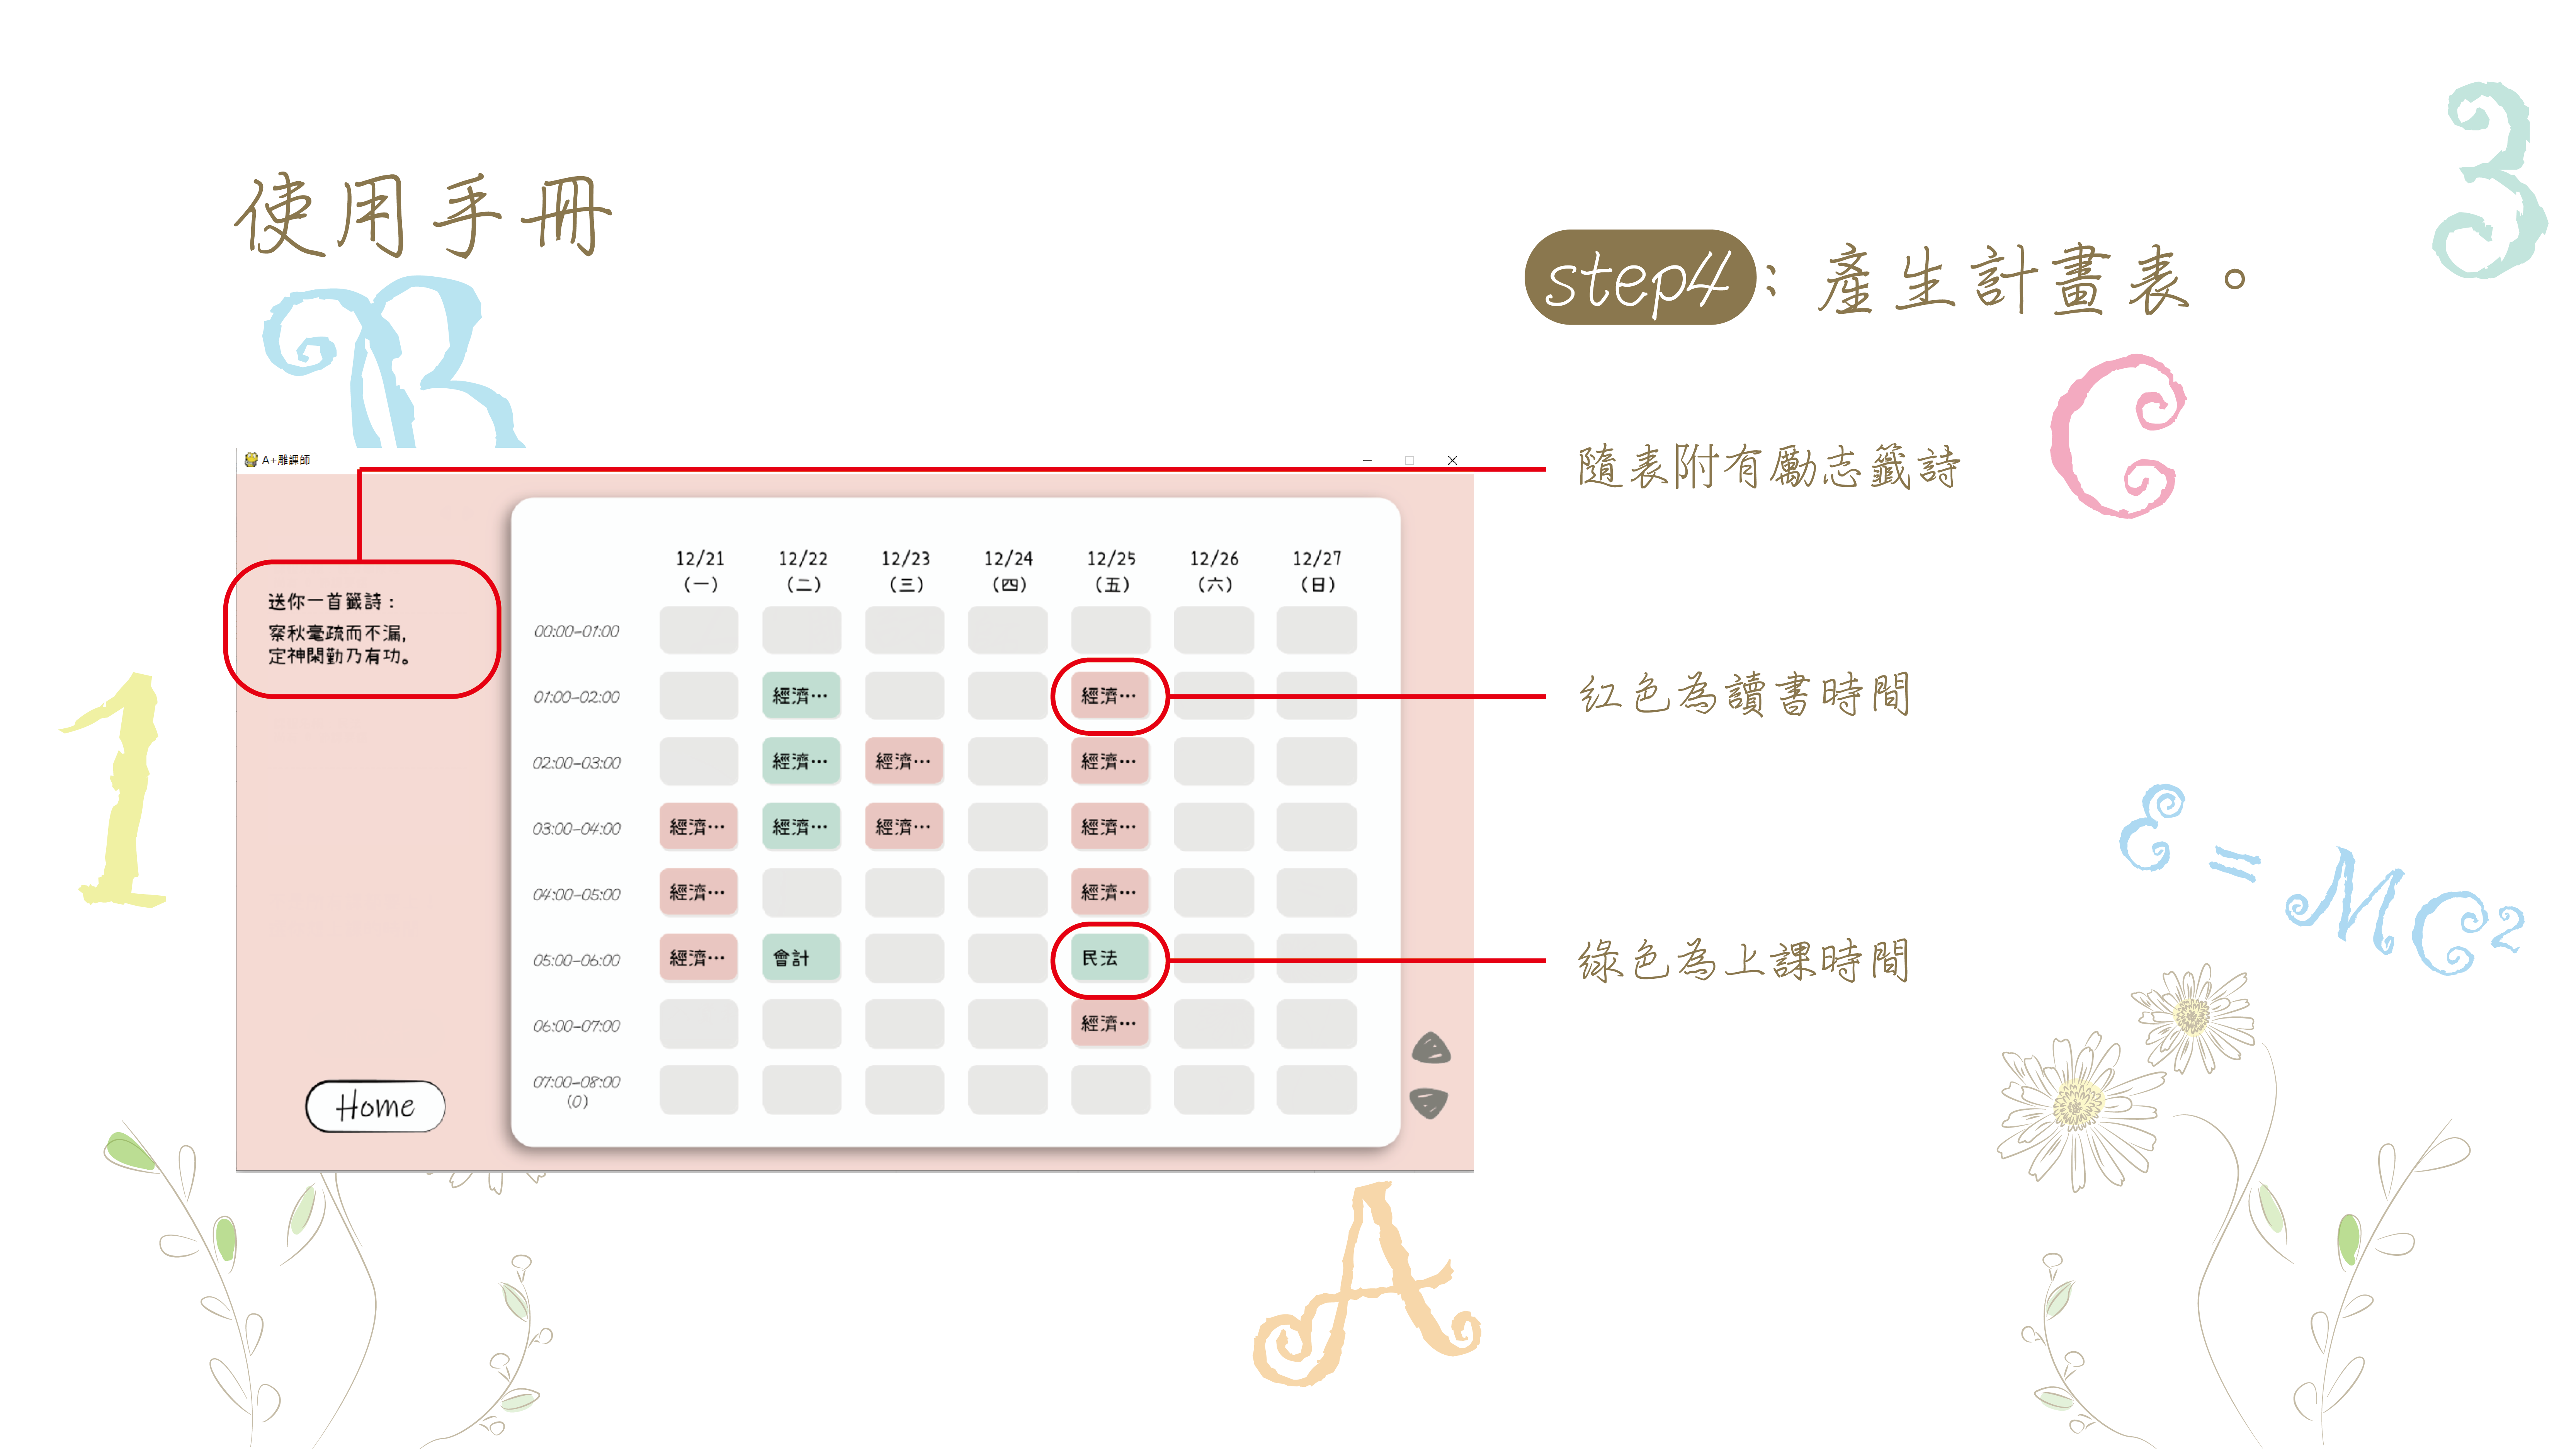 使用手冊
step4：產生計畫表。
A+雕課師
隨表附有勵志籤詩
送你一首籤詩：
察秋毫疏而不漏,
定神閑勤乃有功。
12/21 12/22 12/23 12/24 12/25 12/26 12/27
(一) (二) (三) (四) (五) (六) (日)
00:00-01:00
01:00-02:00 經濟… 經濟…
红色為讀書時間
02:00-03:00 經濟… 經濟… 經濟…
03:00-04:00 經濟… 經濟… 經濟… 經濟…
04:00-05:00 經濟… 經濟…
05:00-06:00 經濟… 會計 民法
綠色為上課時間
06:00-07:00 經濟…
07:00-08:00
(0)
Home
R
3
C
1
E=MC²
A